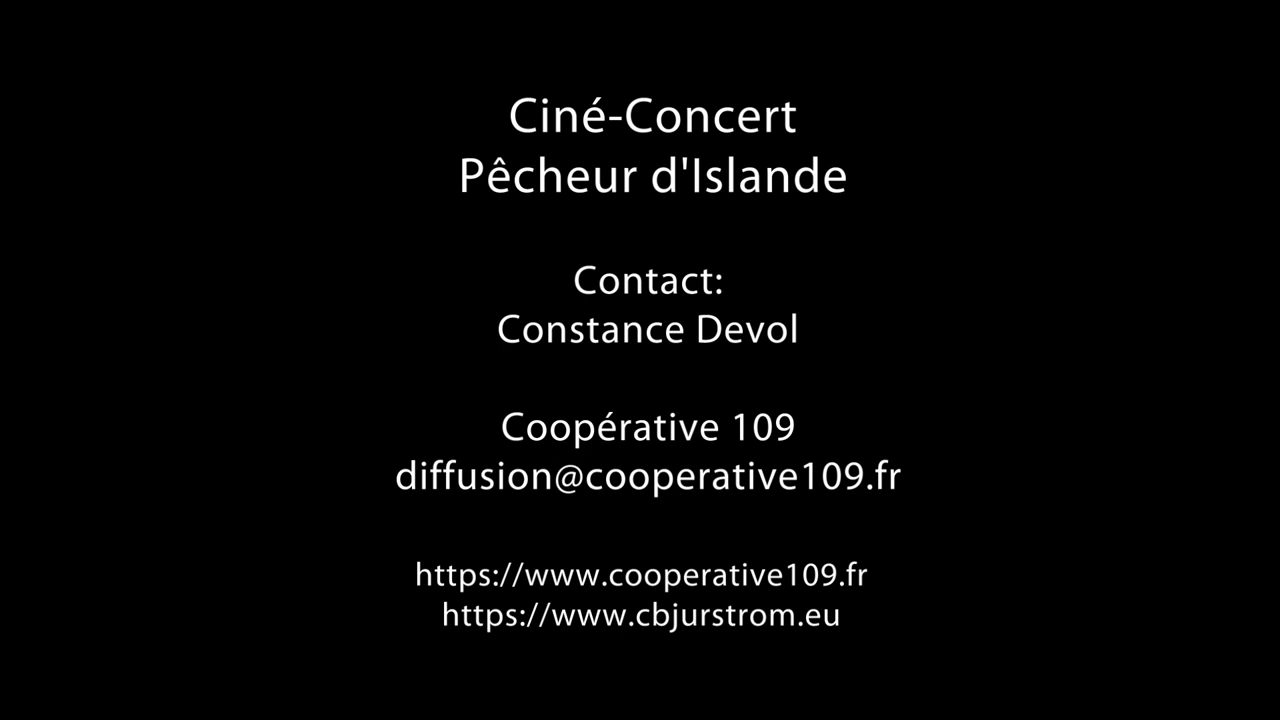 Ciné-Concert
Pêcheur d'Islande
Contact:
Constance Devol
Coopérative 109
diffusion@cooperative109.fr
https://www.cooperative109.fr
https://www.cbjurstrom.eu